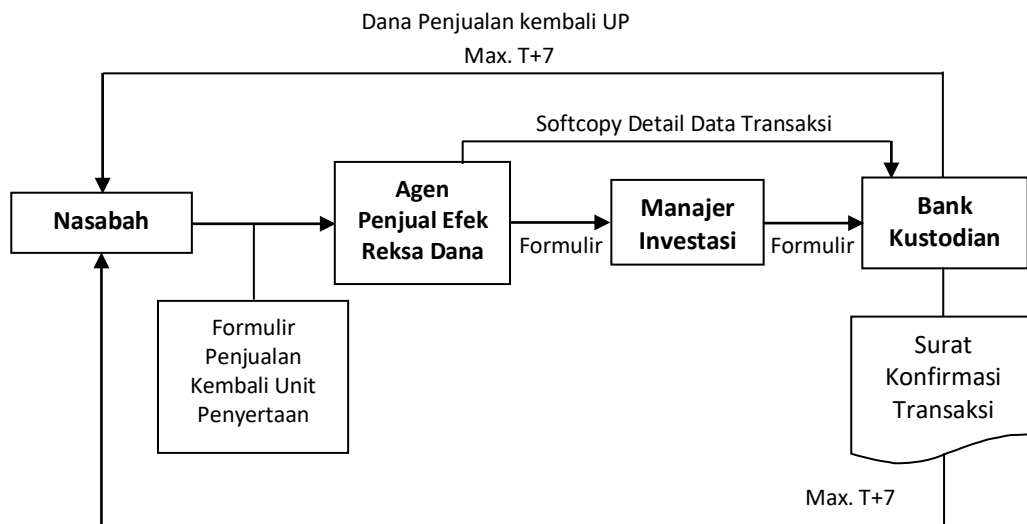 Dana Penjualan kembali UP
Max. T+7
Softcopy Detail Data Transaksi
Nasabah
Agen
Penjual Efek
Reksa Dana
Formulir
Manajer
Investasi
Formulir
Bank
Kustodian
Formulir
Penjualan
Kembali Unit
Penyertaan
Surat
Konfirmasi
Transaksi
Max. T+7